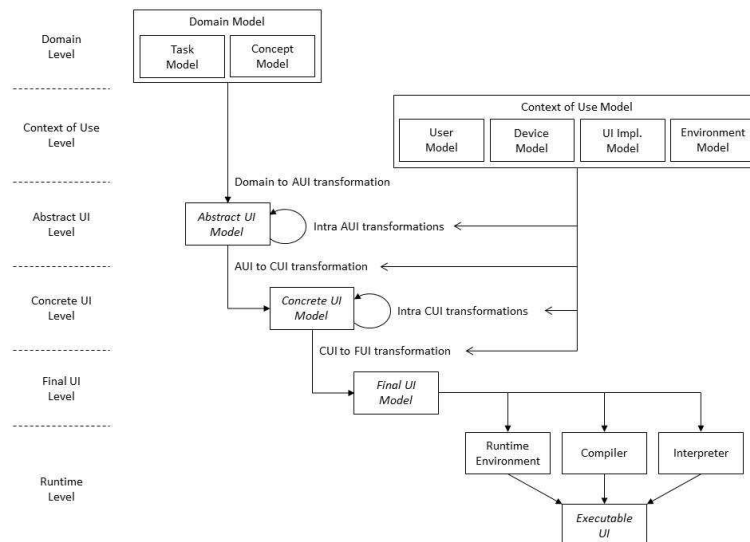 Domain Model
Domain
Level
Task
Model
Concept
Model
Context of Use Model
Context of Use
Level
User
Model
Device
Model
UI Impl.
Model
Environment
Model
Domain to AUI transformation
Abstract UI
Level
Abstract UI
Model
Intra AUI transformations
AUI to CUI transformation
Concrete UI
Level
Concrete UI
Model
Intra CUI transformations
CUI to FUI transformation
Final UI
Level
Final UI
Model
Runtime
Environment
Compiler
Interpreter
Runtime
Level
Executable
UI